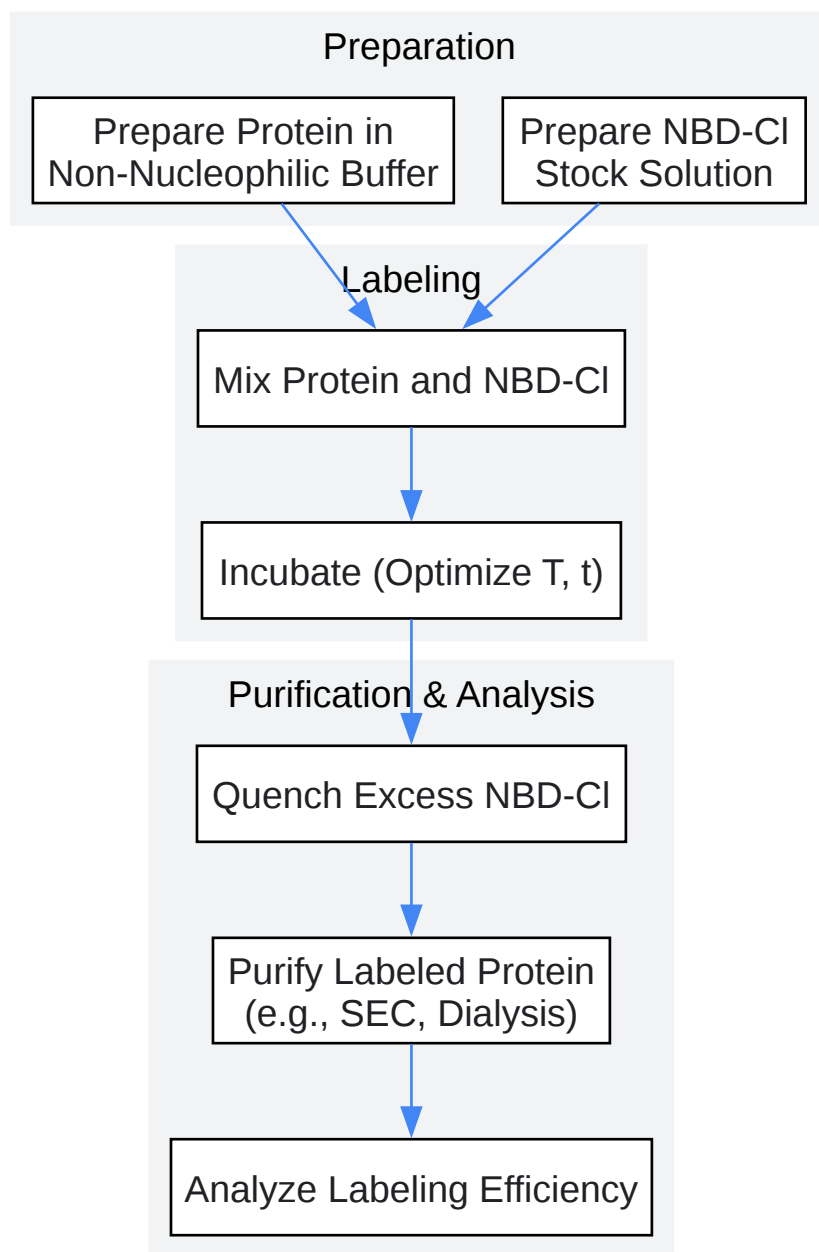 Preparation
Prepare Protein in
Non-Nucleophilic Buffer
Prepare NBD-Cl
Stock Solution
Labeling
Mix Protein and NBD-Cl
Incubate (Optimize T, t)
Purification & Analysis
Quench Excess NBD-Cl
Purify Labeled Protein
(e.g., SEC, Dialysis)
Analyze Labeling Efficiency